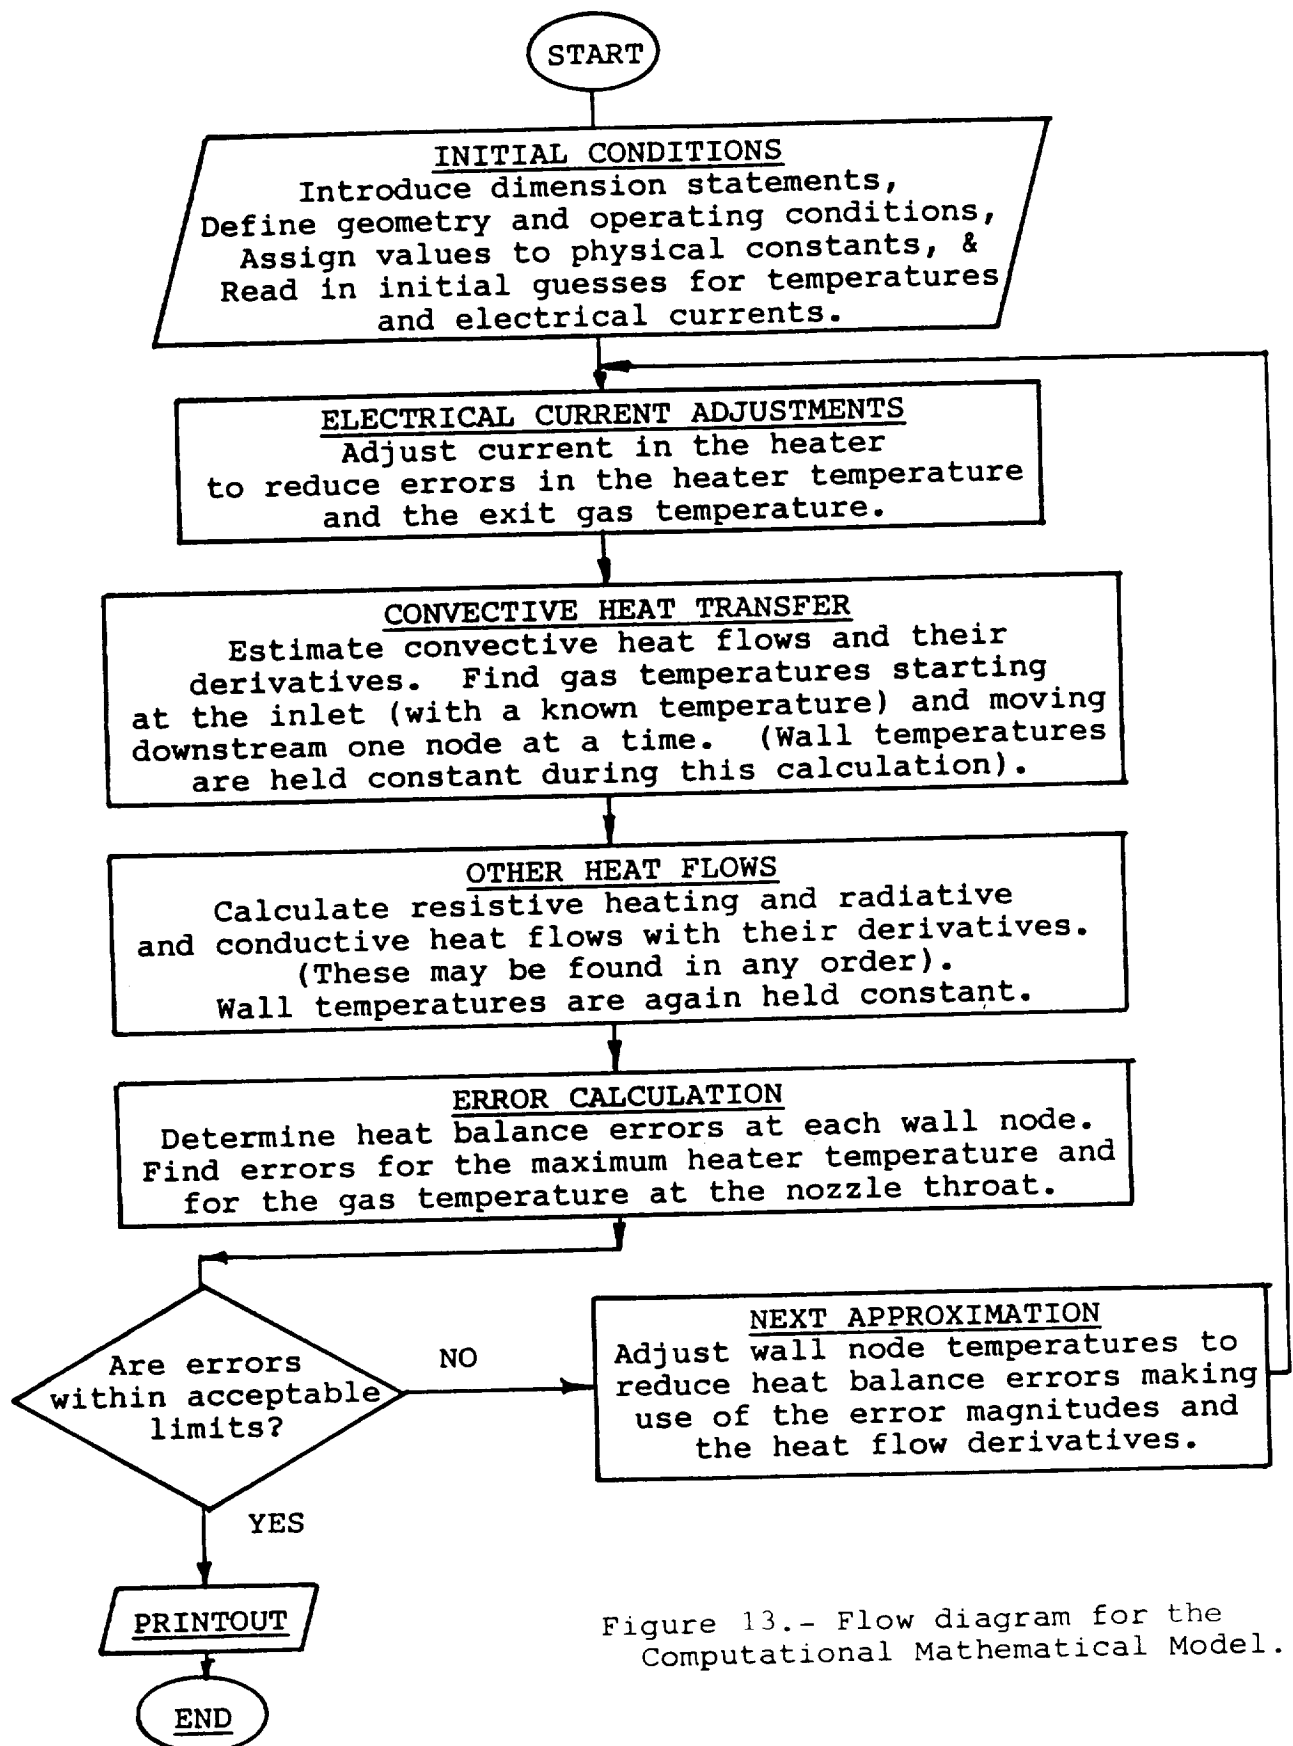 START
INITIAL CONDITIONS
Introduce dimension statements,
Define geometry and operating conditions,
Assign values to physical constants, &
Read in initial guesses for temperatures
and electrical currents.
ELECTRICAL CURRENT ADJUSTMENTS
Adjust current in the heater
to reduce errors in the heater temperature
and the exit gas temperature.
CONVECTIVE HEAT TRANSFER
Estimate convective heat flows and their
derivatives. Find gas temperatures starting
at the inlet (with a known temperature) and moving
downstream one node at a time. (Wall temperatures
are held constant during this calculation).
OTHER HEAT FLOWS
Calculate resistive heating and radiative
and conductive heat flows with their derivatives.
(These may be found in any order).
Wall temperatures are again held constant.
ERROR CALCULATION
Determine heat balance errors at each wall node.
Find errors for the maximum heater temperature and
for the gas temperature at the nozzle throat.
Are errors
within acceptable
limits?
NO
NEXT APPROXIMATION
Adjust wall node temperatures to
reduce heat balance errors making
use of the error magnitudes and
the heat flow derivatives.
YES
PRINTOUT
END
Figure 13.- Flow diagram for the
Computational Mathematical Model.